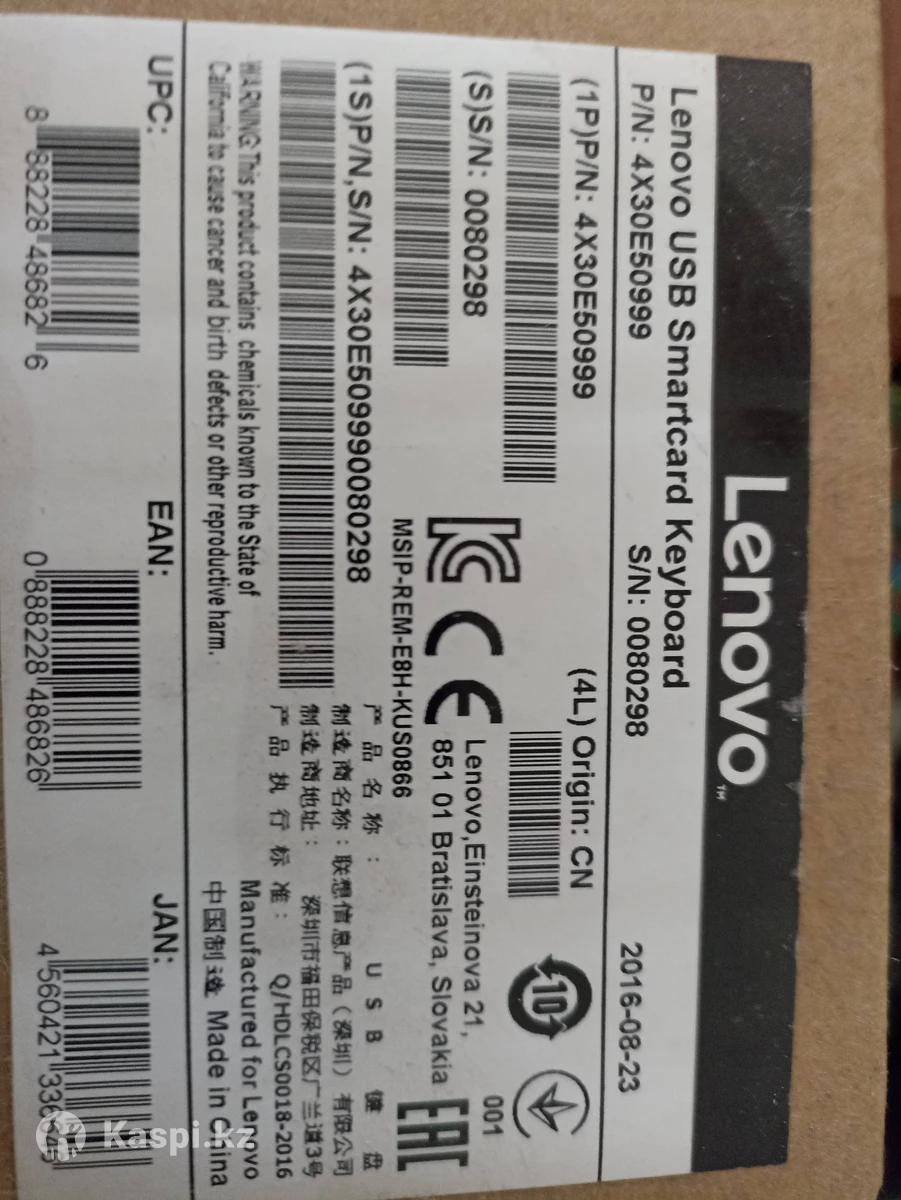 Lenovo™
Lenovo USB Smartcard Keyboard
P/N: 4X30E50999 S/N: 0080298 2016-08-23
(1P)P/N: 4X30E50999 (4L) Origin: CN
10
001
(S)S/N: 0080298
Lenovo,Einsteinova 21,
851 01 Bratislava, Slovakia
EAC
MSIP-REM-E8H-KUS0866
(1S)P/N,S/N: 4X30E509990080298
产品名称: USB 键盘
制造商名称:联想信息产品(深圳)有限公司
制造商地址: 深圳市福田保税区广兰道3号
产品执行标准: Q/HDLCS0018-2016
WARNING: This product contains chemicals known to the State of
California to cause cancer and birth defects or other reproductive harm.
Manufactured for Lenovo
中国制造 Made in China
UPC: EAN: JAN:
8 88228 48682 6
0 888228 486826
4 560421 33
Kaspi.kz